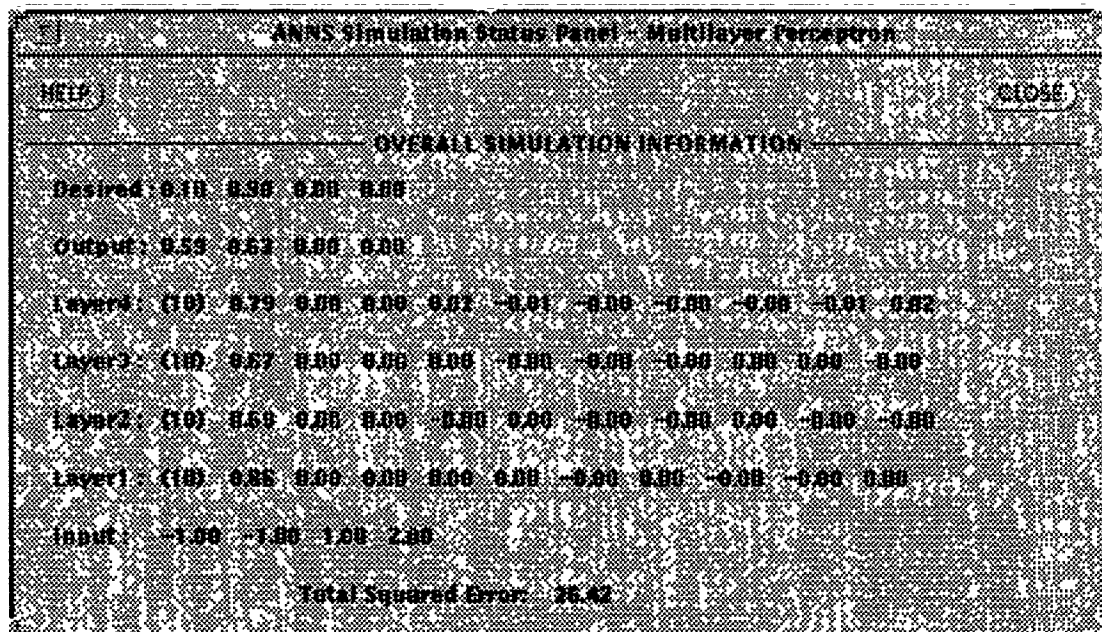 ANNS Simulation Status Panel - Multilayer Perceptron
HELP CLOSE
OVERALL SIMULATION INFORMATION
Desired: 0.10 0.90 0.00 0.00
Output: 0.59 0.63 0.00 0.00
Layer4: (10) 0.79 0.00 0.00 0.02 -0.01 -0.00 -0.00 -0.00 -0.01 0.02
Layer3: (10) 0.67 0.00 0.00 0.00 -0.00 -0.00 -0.00 0.00 0.00 -0.00
Layer2: (10) 0.69 0.00 0.00 -0.00 0.00 -0.00 -0.00 0.00 -0.00 -0.00
Layer1: (10) 0.86 0.00 0.00 0.00 0.00 -0.00 0.00 -0.00 -0.00 0.00
Input: -1.00 -1.00 1.00 2.00
Total Squared Error: 26.42